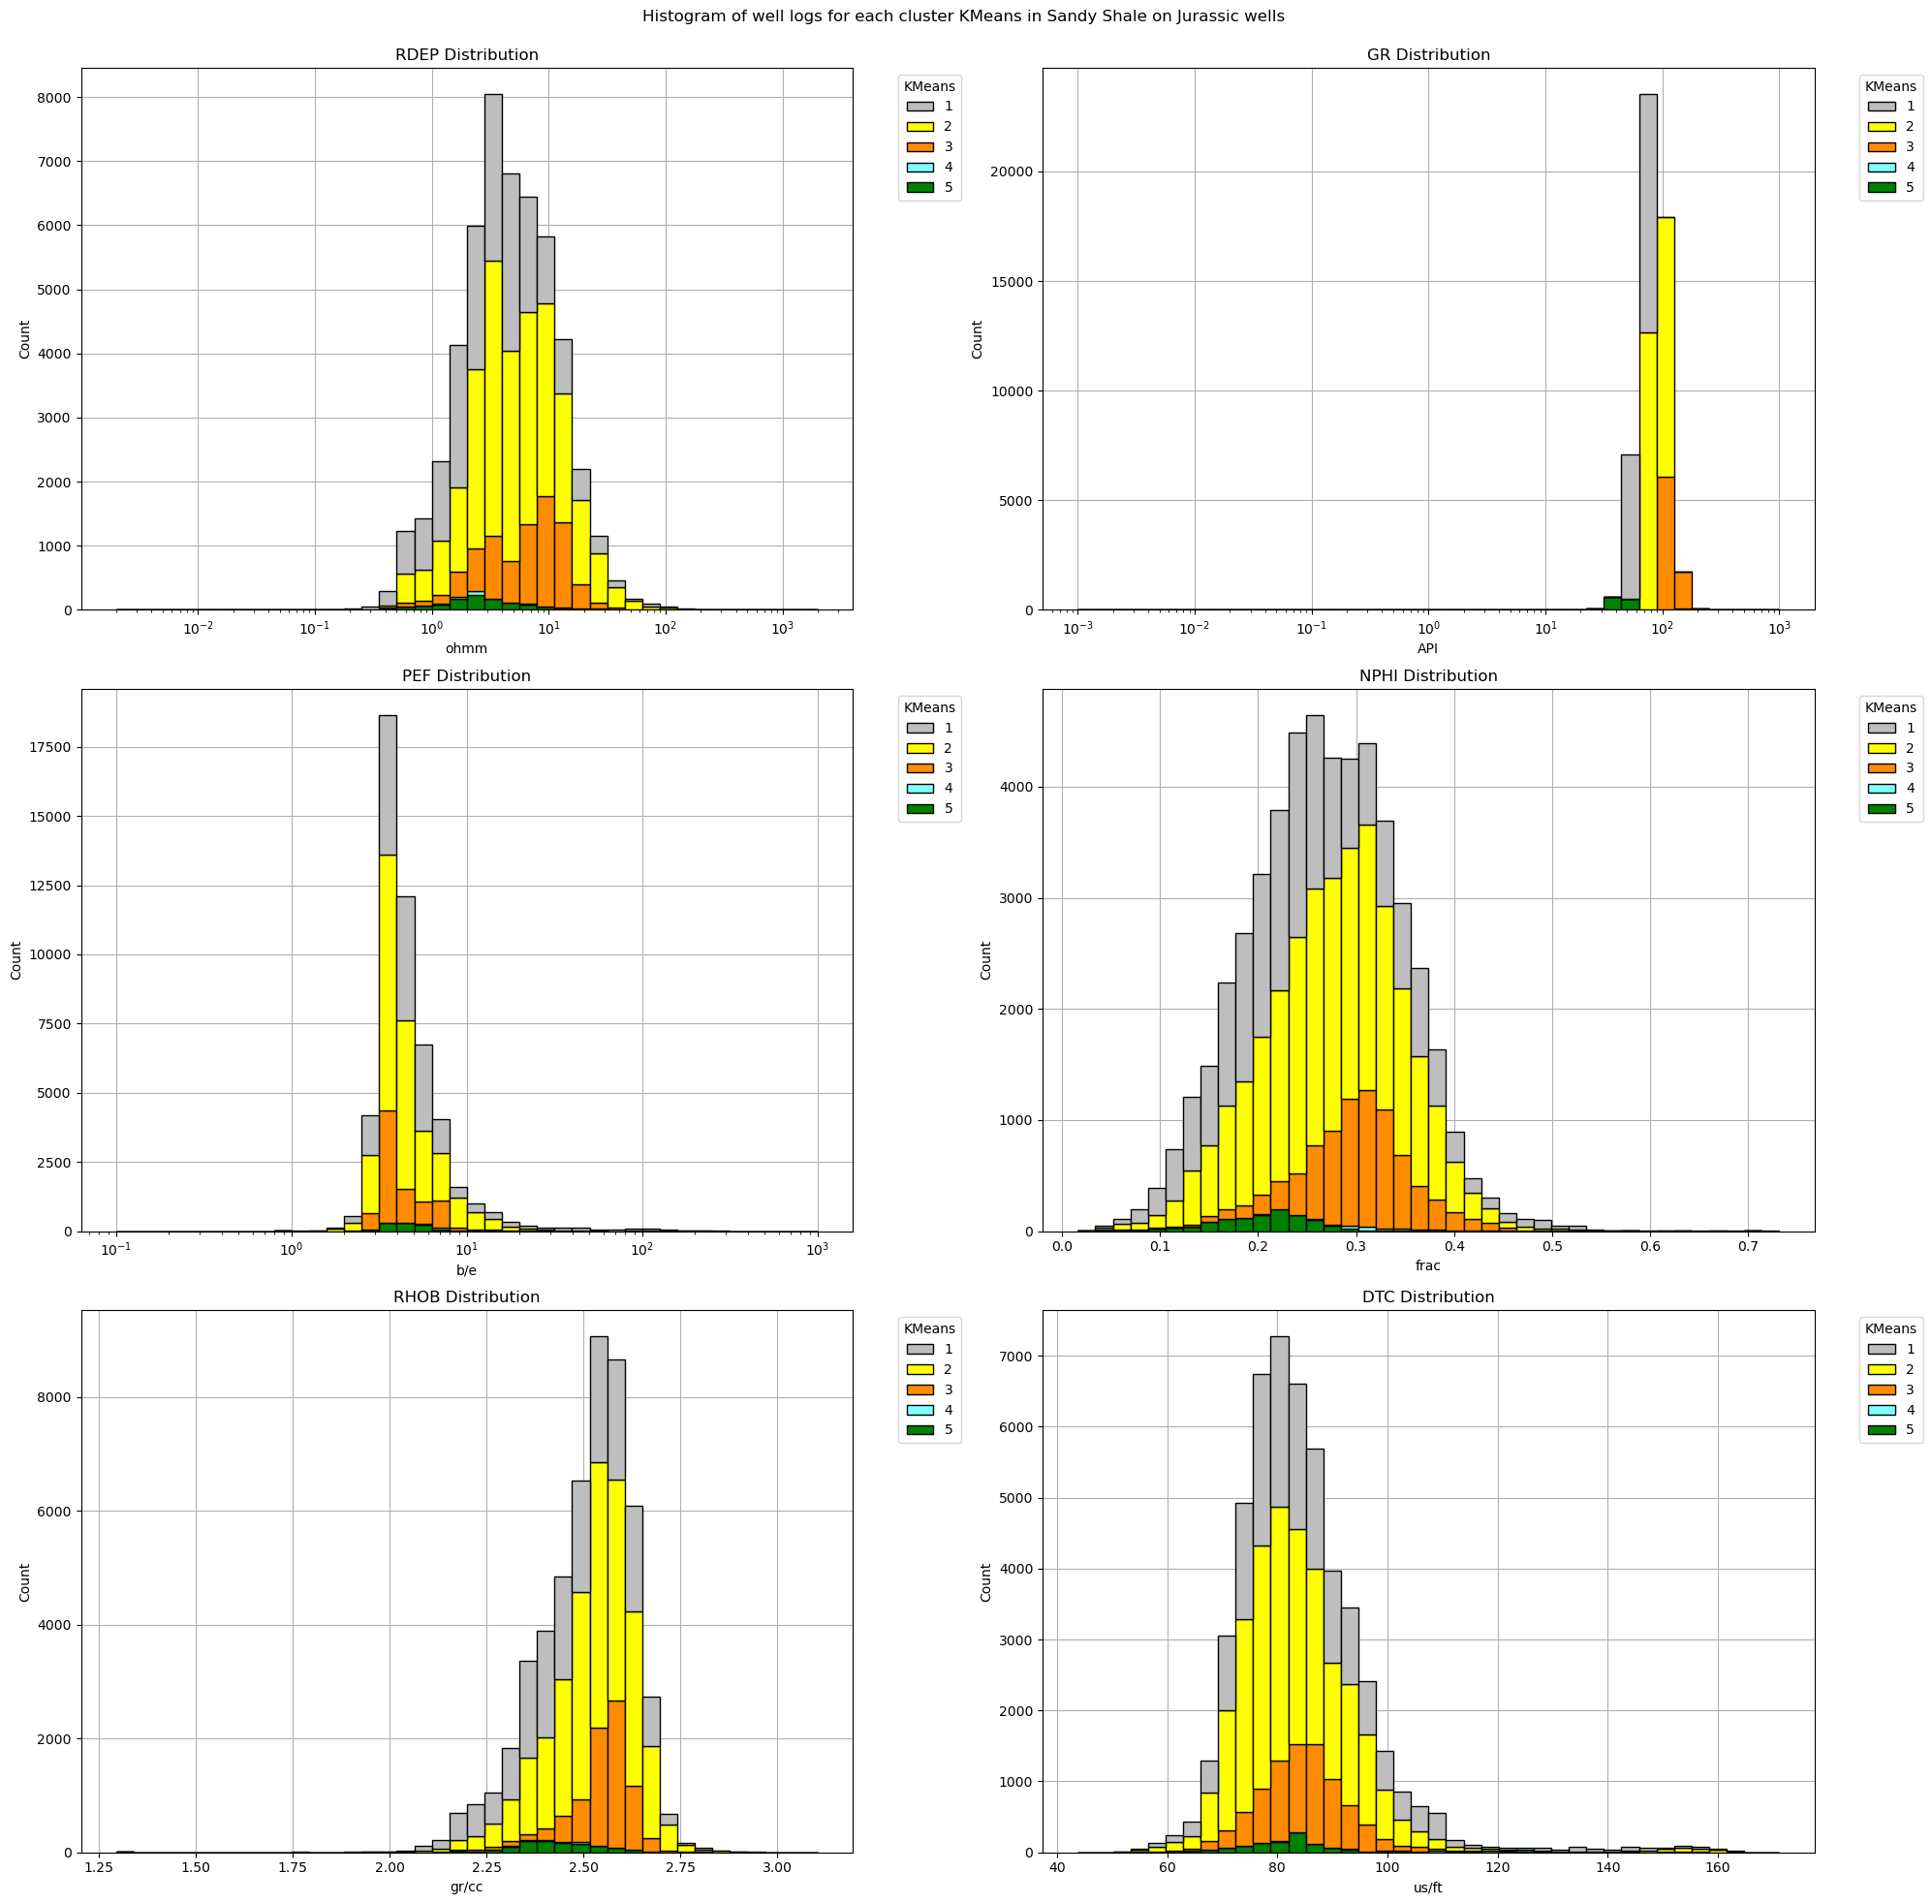 Histogram of well logs for each cluster KMeans in Sandy Shale on Jurassic wells
RDEP Distribution
8000
7000
6000
5000
4000
3000
2000
1000
0
Count
10⁻² 10⁻¹ 10⁰ 10¹ 10² 10³
ohmm
KMeans
1
2
3
4
5
GR Distribution
20000
15000
10000
5000
0
Count
10⁻³ 10⁻² 10⁻¹ 10⁰ 10¹ 10² 10³
API
KMeans
1
2
3
4
5
PEF Distribution
17500
15000
12500
10000
7500
5000
2500
0
Count
10⁻¹ 10⁰ 10¹ 10² 10³
b/e
KMeans
1
2
3
4
5
NPHI Distribution
4000
3000
2000
1000
0
Count
0.0 0.1 0.2 0.3 0.4 0.5 0.6 0.7
frac
KMeans
1
2
3
4
5
RHOB Distribution
8000
6000
4000
2000
0
Count
1.25 1.50 1.75 2.00 2.25 2.50 2.75 3.00
gr/cc
KMeans
1
2
3
4
5
DTC Distribution
7000
6000
5000
4000
3000
2000
1000
0
Count
40 60 80 100 120 140 160
us/ft
KMeans
1
2
3
4
5